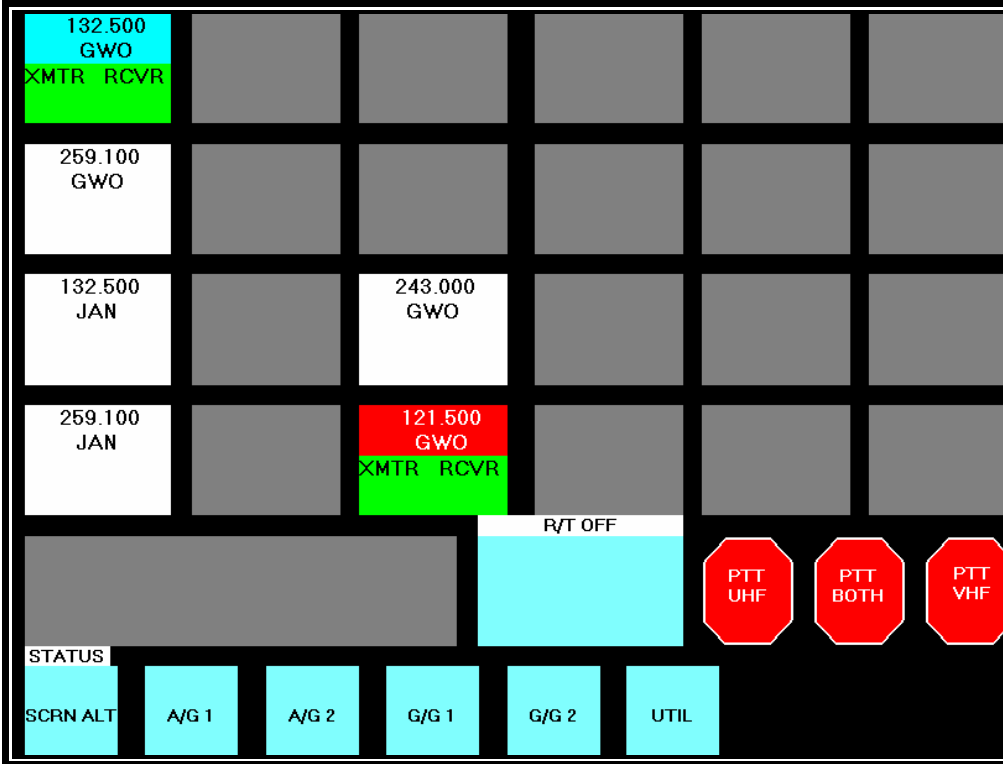 132.500
GWO
XMTR RCVR
259.100
GWO
132.500
JAN
243.000
GWO
259.100
JAN
121.500
GWO
XMTR RCVR
R/T OFF
PTT
UHF
PTT
BOTH
PTT
VHF
STATUS
SCRN ALT
A/G 1
A/G 2
G/G 1
G/G 2
UTIL